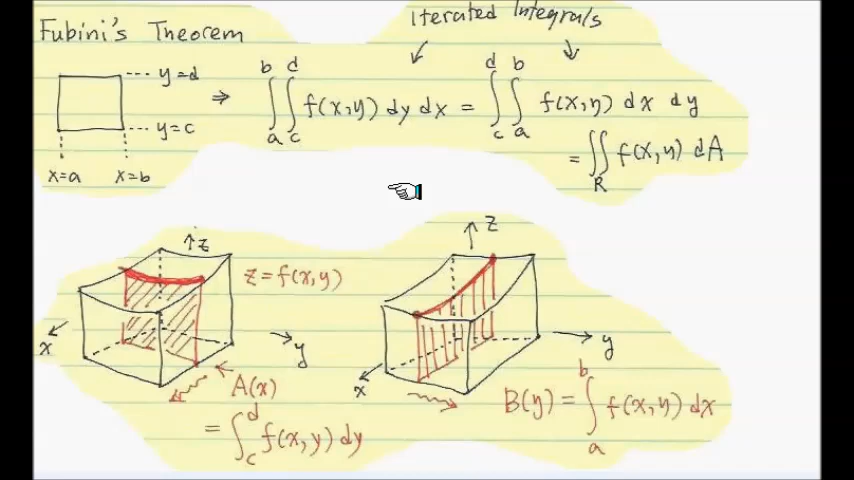 Iterated Integrals
Fubini's Theorem
y=d
y=c
x=a x=b
⇒ ∫_a^b ∫_c^d f(x,y) dy dx = ∫_c^d ∫_a^b f(x,y) dx dy
= ∬_R f(x,y) dA
z
z = f(x,y)
x
y
A(x)
= ∫_c^d f(x,y) dy
z
y
x
B(y) = ∫_a^b f(x,y) dx